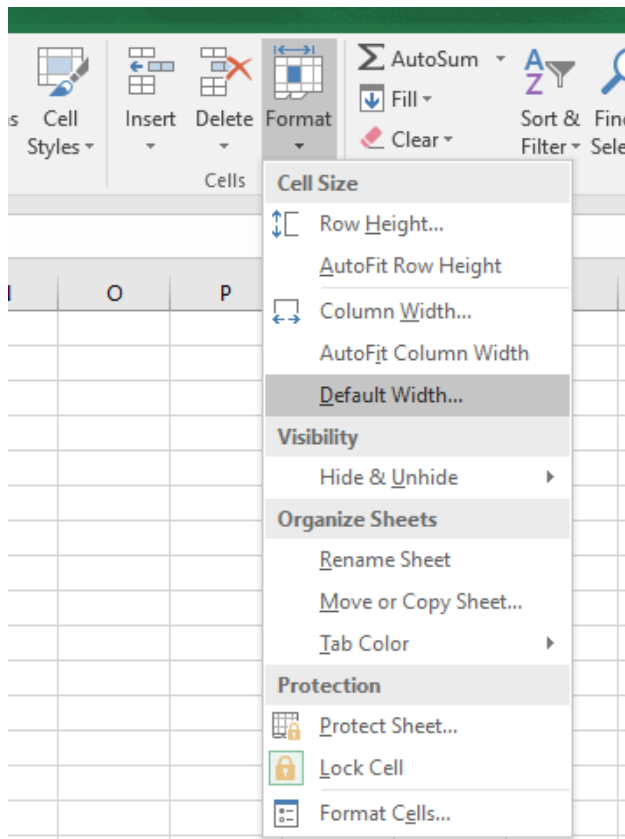 AutoSum
Fill
Cell Insert Delete Format Sort &
Styles Clear Filter
Cells
Cell Size
Row Height...
AutoFit Row Height
O P
Column Width...
AutoFit Column Width
Default Width...
Visibility
Hide & Unhide
Organize Sheets
Rename Sheet
Move or Copy Sheet...
Tab Color
Protection
Protect Sheet...
Lock Cell
Format Cells...